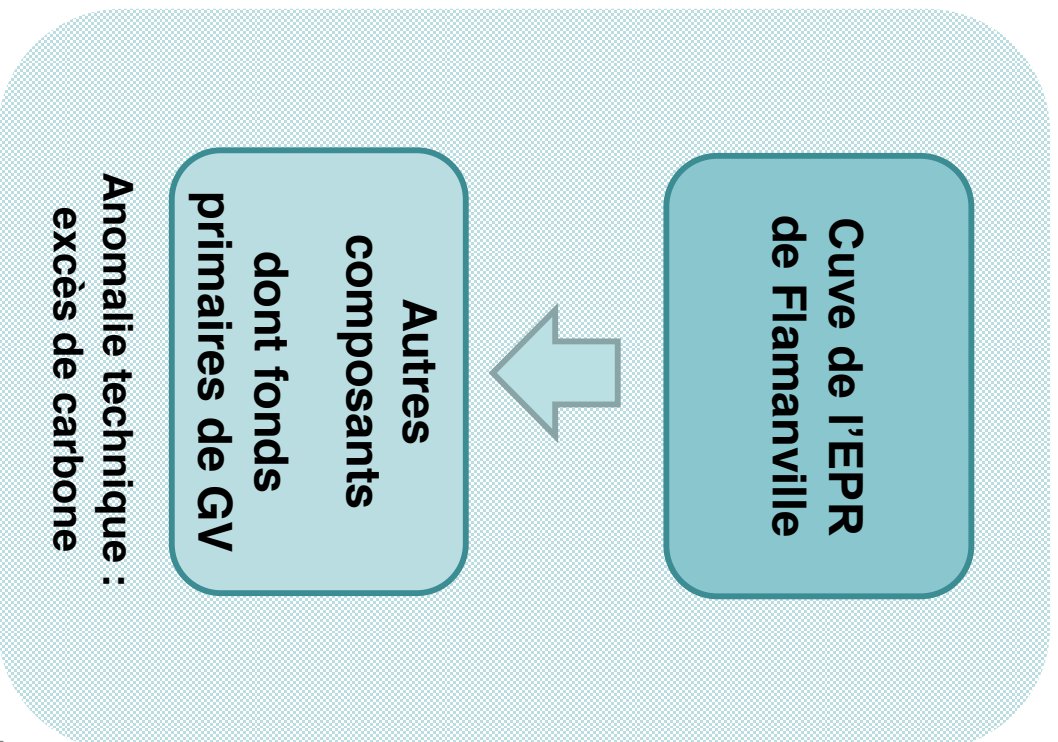 Cuve de l’EPR
de Flamanville
Autres
composants
dont fonds
primaires de GV
Anomalie technique :
excès de carbone